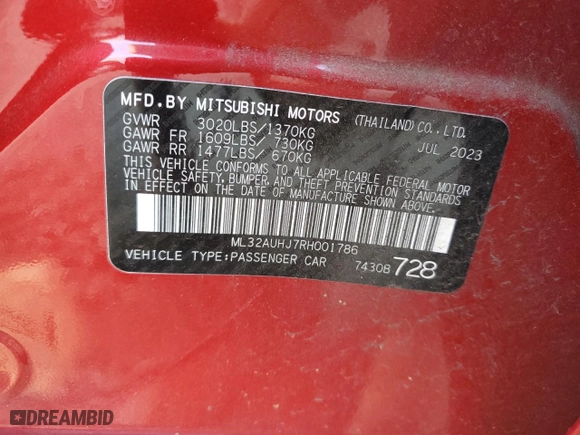 MFD. BY MITSUBISHI MOTORS (THAILAND) CO., LTD.
GVWR 3020LBS/1370KG JUL 2023
GAWR FR 1609LBS/ 730KG
GAWR RR 1477LBS/ 670KG
THIS VEHICLE CONFORMS TO ALL APPLICABLE FEDERAL MOTOR
VEHICLE SAFETY, BUMPER, AND THEFT PREVENTION STANDARDS
IN EFFECT ON THE DATE OF MANUFACTURE SHOWN ABOVE.
ML32AUHJ7RH001786
VEHICLE TYPE:PASSENGER CAR 74308 728
DREAMBID